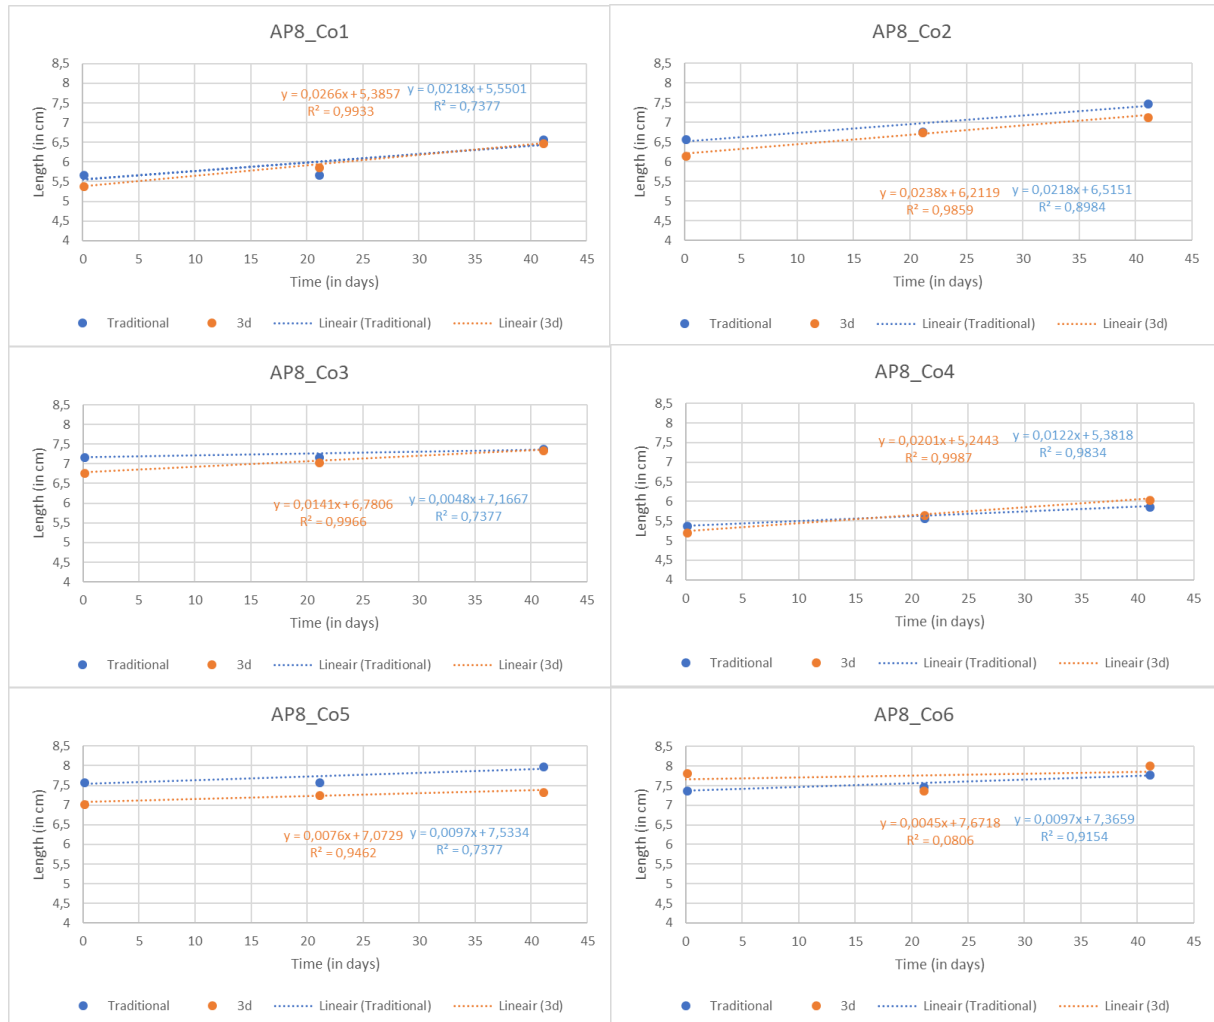 AP8_Co1
Length (in cm)
8,5
8
7,5
7
6,5
6
5,5
5
4,5
4
y = 0,0266x + 5,3857
R² = 0,9933
y = 0,0218x + 5,5501
R² = 0,7377
0 5 10 15 20 25 30 35 40 45
Time (in days)
Traditional 3d Lineair (Traditional) Lineair (3d)
AP8_Co2
Length (in cm)
8,5
8
7,5
7
6,5
6
5,5
5
4,5
4
y = 0,0238x + 6,2119
R² = 0,9859
y = 0,0218x + 6,5151
R² = 0,8984
0 5 10 15 20 25 30 35 40 45
Time (in days)
Traditional 3d Lineair (Traditional) Lineair (3d)
AP8_Co3
Length (in cm)
8,5
8
7,5
7
6,5
6
5,5
5
4,5
4
y = 0,0141x + 6,7806
R² = 0,9966
y = 0,0048x + 7,1667
R² = 0,7377
0 5 10 15 20 25 30 35 40 45
Time (in days)
Traditional 3d Lineair (Traditional) Lineair (3d)
AP8_Co4
Length (in cm)
8,5
8
7,5
7
6,5
6
5,5
5
4,5
4
y = 0,0201x + 5,2443
R² = 0,9987
y = 0,0122x + 5,3818
R² = 0,9834
0 5 10 15 20 25 30 35 40 45
Time (in days)
Traditional 3d Lineair (Traditional) Lineair (3d)
AP8_Co5
Length (in cm)
8,5
8
7,5
7
6,5
6
5,5
5
4,5
4
y = 0,0076x + 7,0729
R² = 0,9462
y = 0,0097x + 7,5334
R² = 0,7377
0 5 10 15 20 25 30 35 40 45
Time (in days)
Traditional 3d Lineair (Traditional) Lineair (3d)
AP8_Co6
Length (in cm)
8,5
8
7,5
7
6,5
6
5,5
5
4,5
4
y = 0,0045x + 7,6718
R² = 0,0806
y = 0,0097x + 7,3659
R² = 0,9154
0 5 10 15 20 25 30 35 40 45
Time (in days)
Traditional 3d Lineair (Traditional) Lineair (3d)